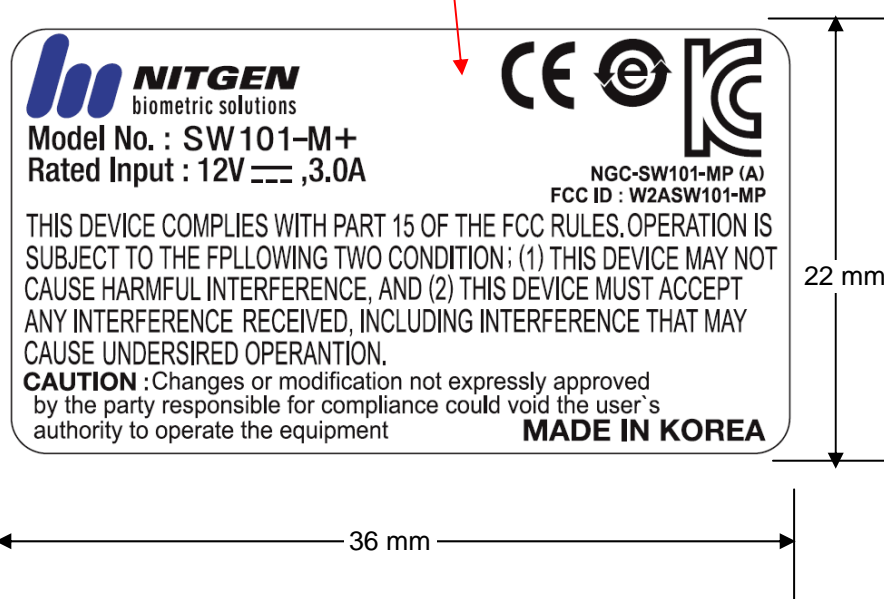 NITGEN
biometric solutions
CE
e
KC
Model No. : SW101-M+
Rated Input : 12V ⎓ ,3.0A
NGC-SW101-MP (A)
FCC ID : W2ASW101-MP
THIS DEVICE COMPLIES WITH PART 15 OF THE FCC RULES. OPERATION IS
SUBJECT TO THE FPLLOWING TWO CONDITION; (1) THIS DEVICE MAY NOT
CAUSE HARMFUL INTERFERENCE, AND (2) THIS DEVICE MUST ACCEPT
ANY INTERFERENCE RECEIVED, INCLUDING INTERFERENCE THAT MAY
CAUSE UNDERSIRED OPERANTION.
CAUTION : Changes or modification not expressly approved
by the party responsible for compliance could void the user`s
authority to operate the equipment
MADE IN KOREA
22 mm
36 mm